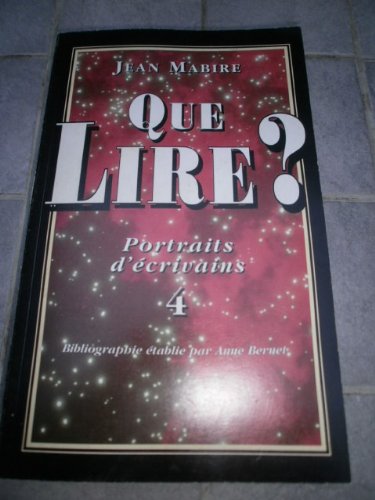 JEAN MABIRE
QUE
LIRE ?
Portraits
d'écrivains
4
Bibliographie établie par Anne Bernet